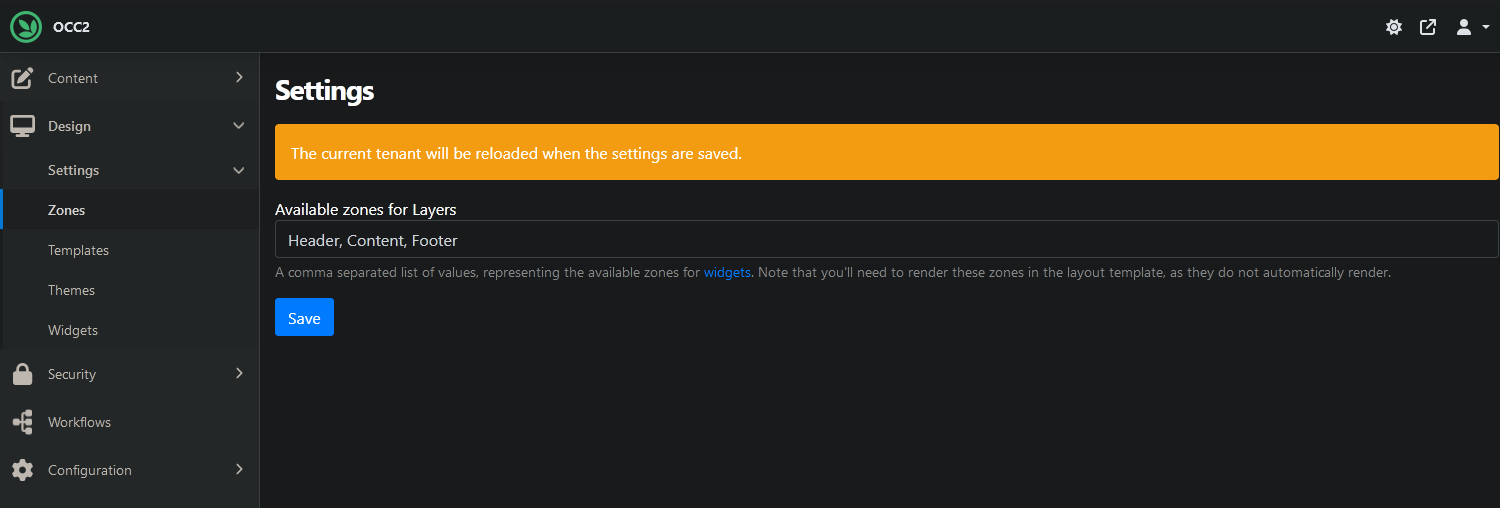 OCC2
Content
Design
Settings
Zones
Templates
Themes
Widgets
Security
Workflows
Configuration
Settings
The current tenant will be reloaded when the settings are saved.
Available zones for Layers
Header, Content, Footer
A comma separated list of values, representing the available zones for widgets. Note that you'll need to render these zones in the layout template, as they do not automatically render.
Save